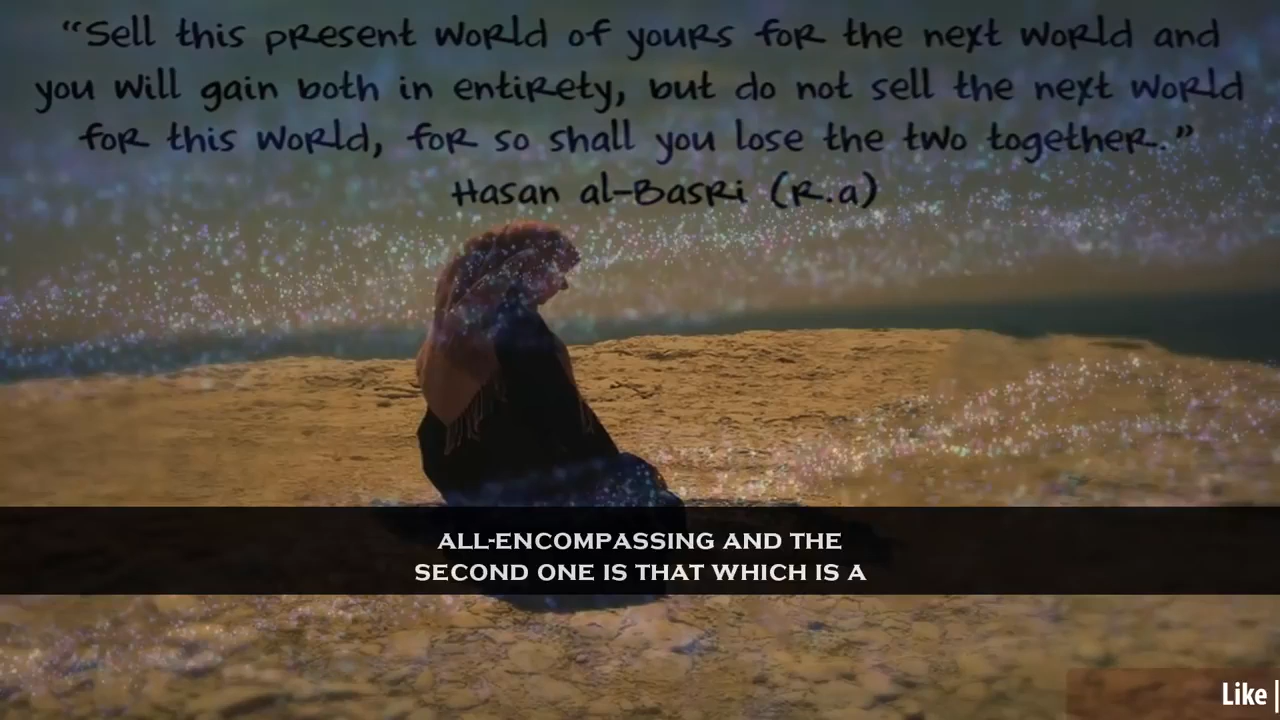 “Sell this present world of yours for the next world and
you will gain both in entirety, but do not sell the next world
for this world, for so shall you lose the two together.”
Hasan al-Basri (R.a)
ALL-ENCOMPASSING AND THE
SECOND ONE IS THAT WHICH IS A
Like |